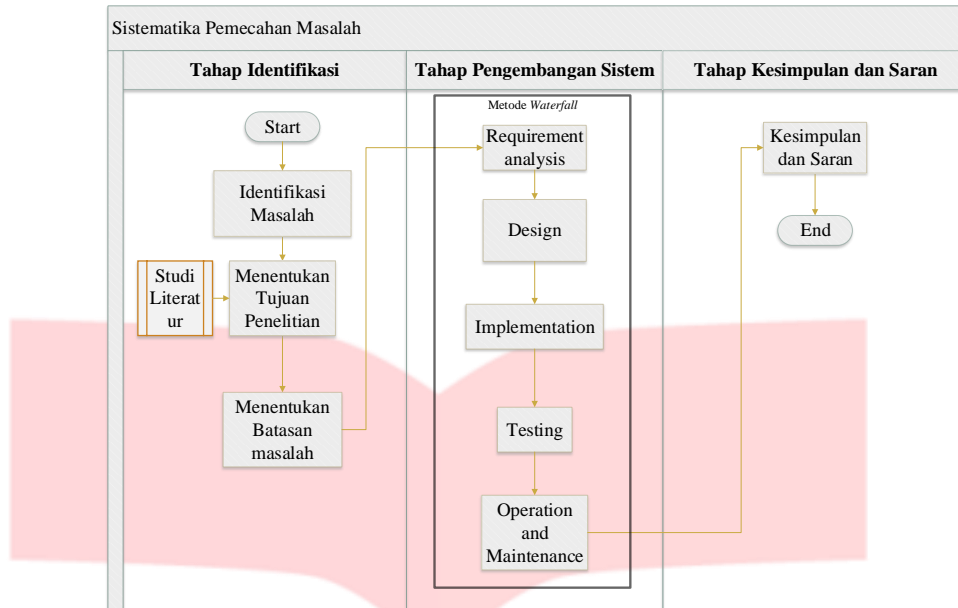 Sistematika Pemecahan Masalah
Tahap Identifikasi
Tahap Pengembangan Sistem
Tahap Kesimpulan dan Saran
Start
Identifikasi
Masalah
Studi
Literat
ur
Menentukan
Tujuan
Penelitian
Menentukan
Batasan
masalah
Metode Waterfall
Requirement
analysis
Design
Implementation
Testing
Operation
and
Maintenance
Kesimpulan
dan Saran
End